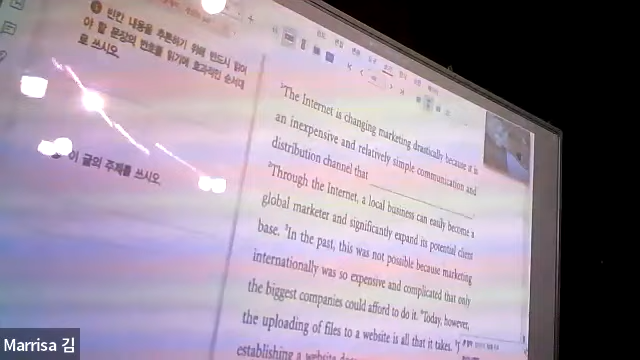 빈칸 내용을 추론하기 위해 반드시 읽어
야 할 문장의 번호를 읽기에 효과적인 순서대
로 쓰시오.
이 글의 주제를 쓰시오.
¹The Internet is changing marketing drastically because it is
an inexpensive and relatively simple communication and
distribution channel that
²Through the Internet, a local business can easily become a
global marketer and significantly expand its potential client
base. ³In the past, this was not possible because marketing
internationally was so expensive and complicated that only
the biggest companies could afford to do it. ⁴Today, however,
the uploading of files to a website is all that it takes.
establishing a website
Marrisa 김